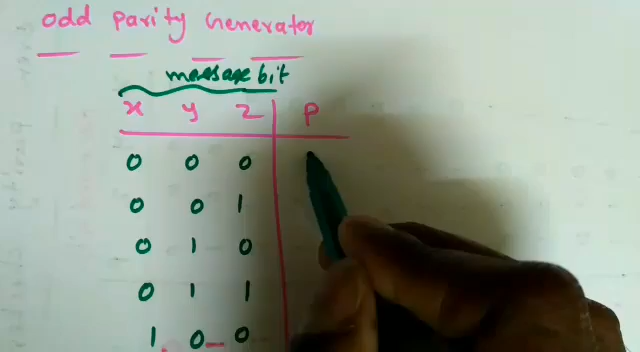 odd parity Generator
message bit
x y z P
0 0 0
0 0 1
0 1 0
0 1 1
1 0 0